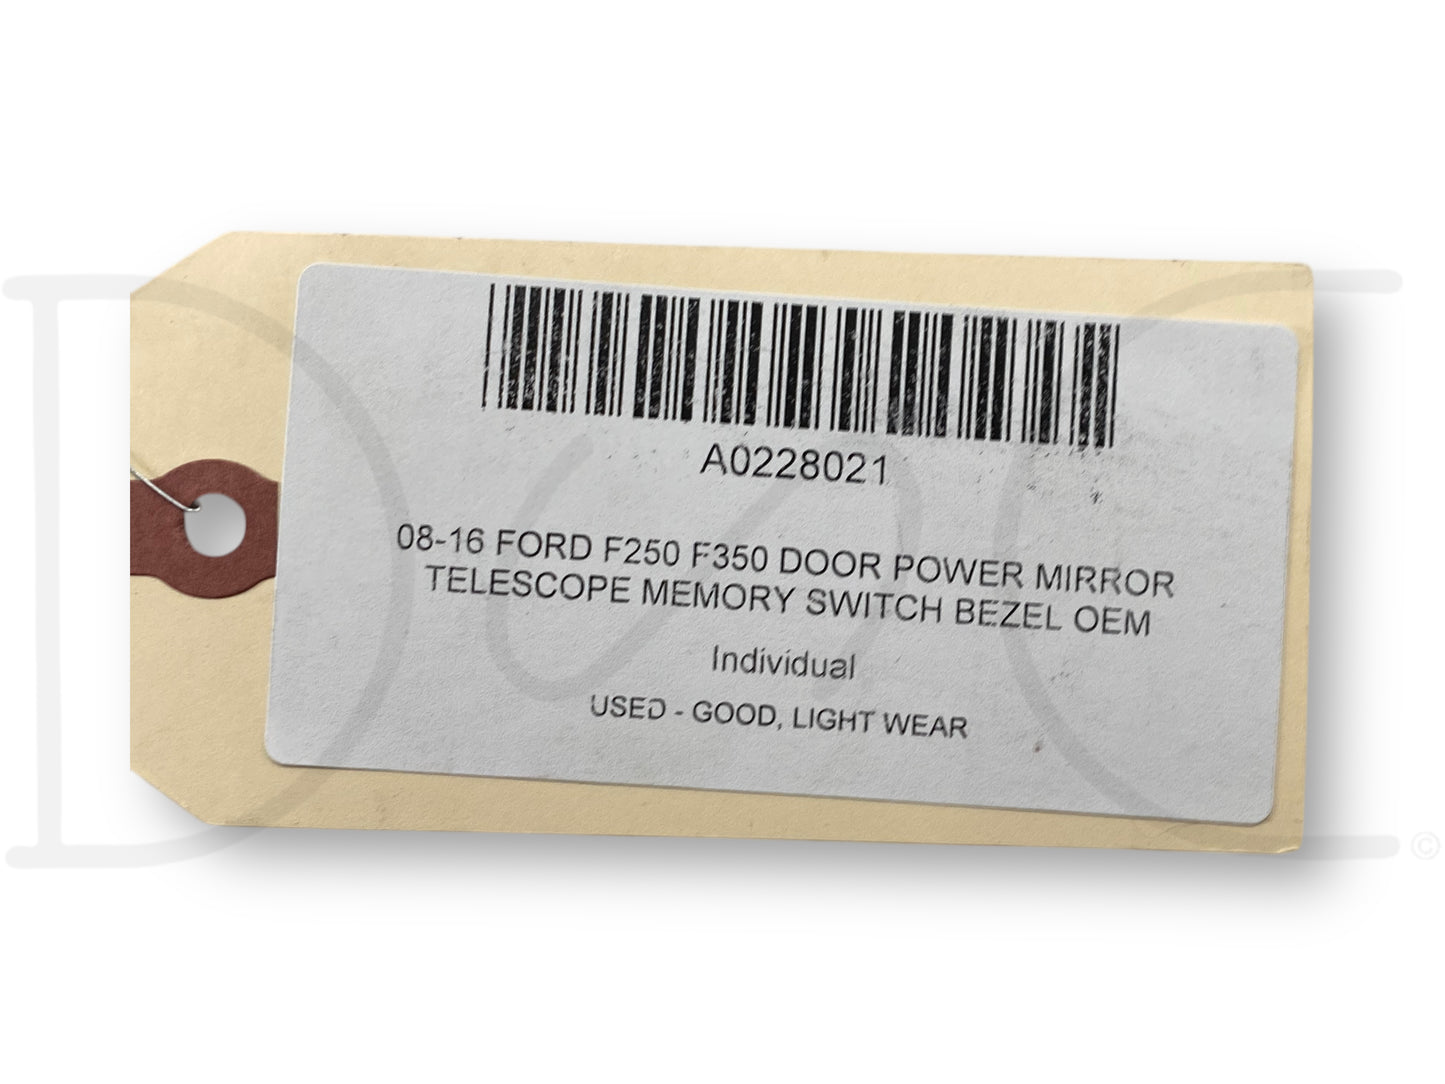 A0228021
08-16 FORD F250 F350 DOOR POWER MIRROR
TELESCOPE MEMORY SWITCH BEZEL OEM
Individual
USED - GOOD, LIGHT WEAR
©